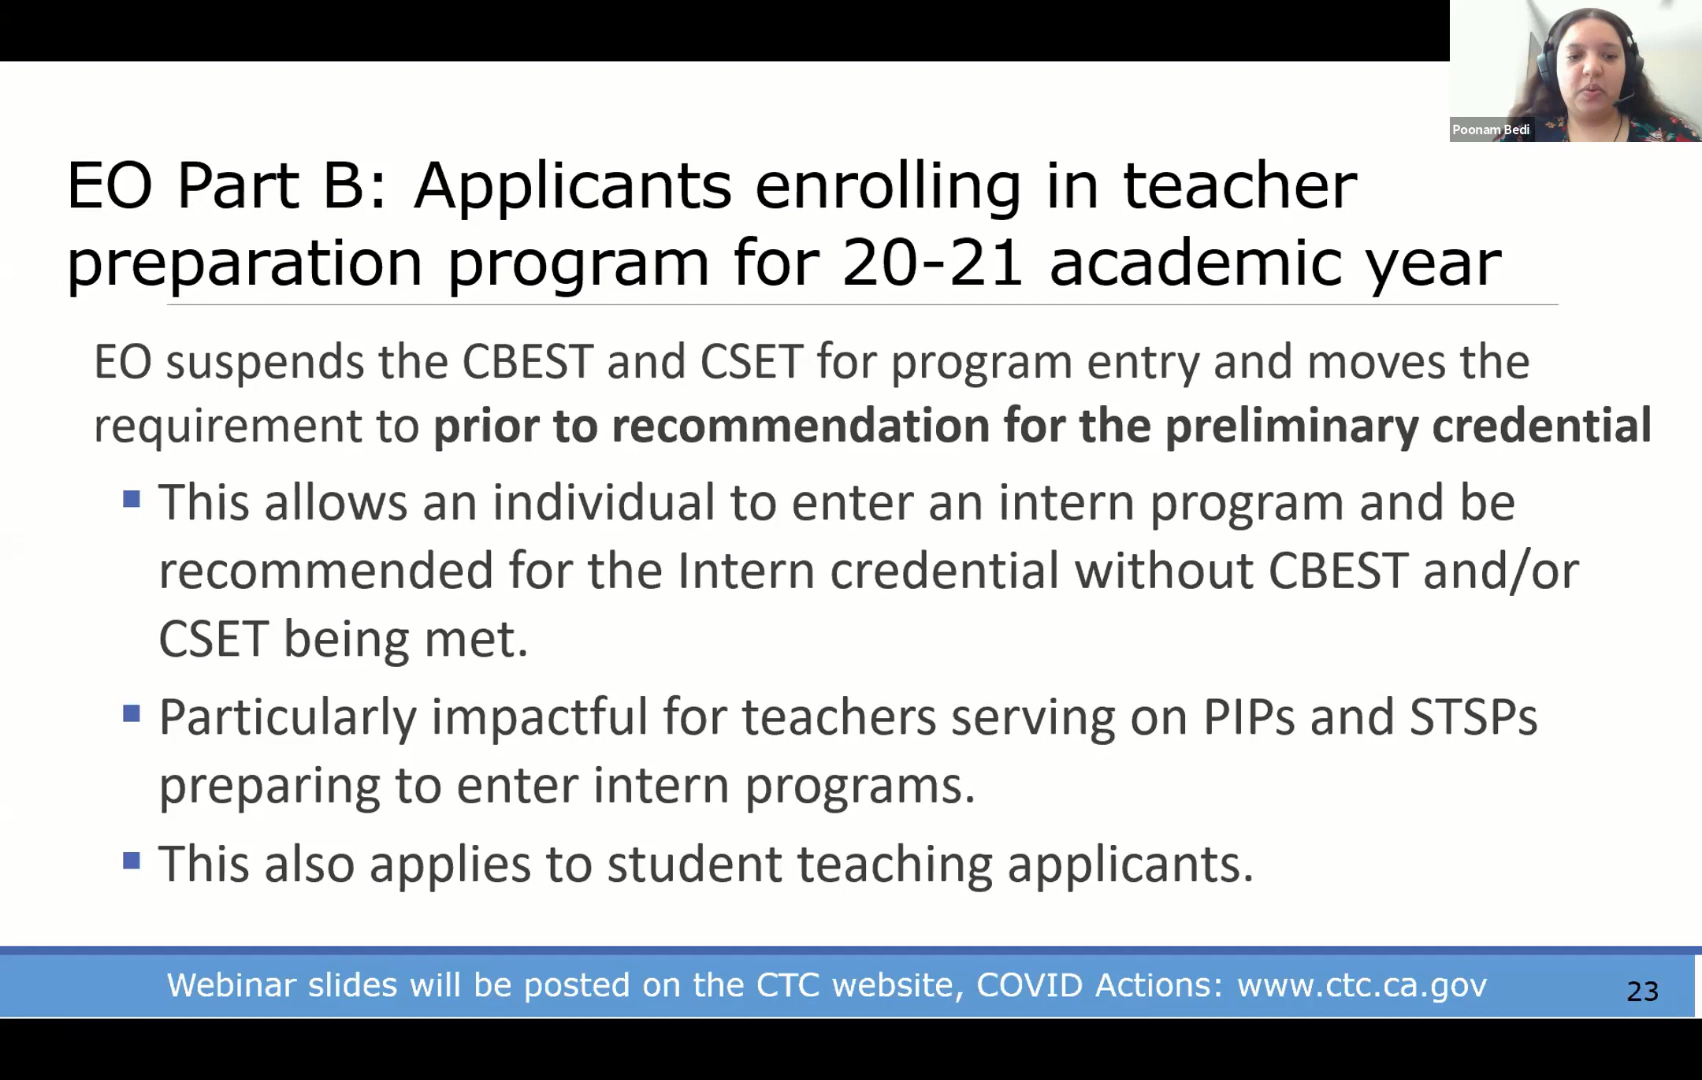 Poonam Bedi
EO Part B: Applicants enrolling in teacher
preparation program for 20-21 academic year
EO suspends the CBEST and CSET for program entry and moves the
requirement to prior to recommendation for the preliminary credential
▪ This allows an individual to enter an intern program and be
recommended for the Intern credential without CBEST and/or
CSET being met.
▪ Particularly impactful for teachers serving on PIPs and STSPs
preparing to enter intern programs.
▪ This also applies to student teaching applicants.
Webinar slides will be posted on the CTC website, COVID Actions: www.ctc.ca.gov
23